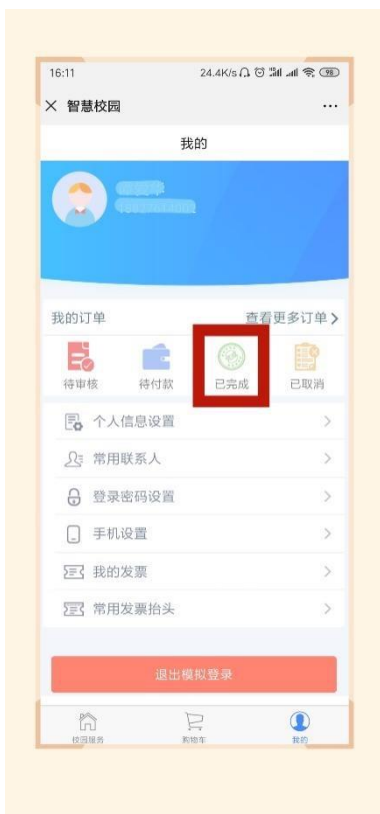 16:11 24.4K/s 98
智慧校园
我的
我的订单 查看更多订单
待审核 待付款 已完成 已取消
个人信息设置
常用联系人
登录密码设置
手机设置
我的发票
常用发票抬头
退出模拟登录
校园服务 购物车 我的